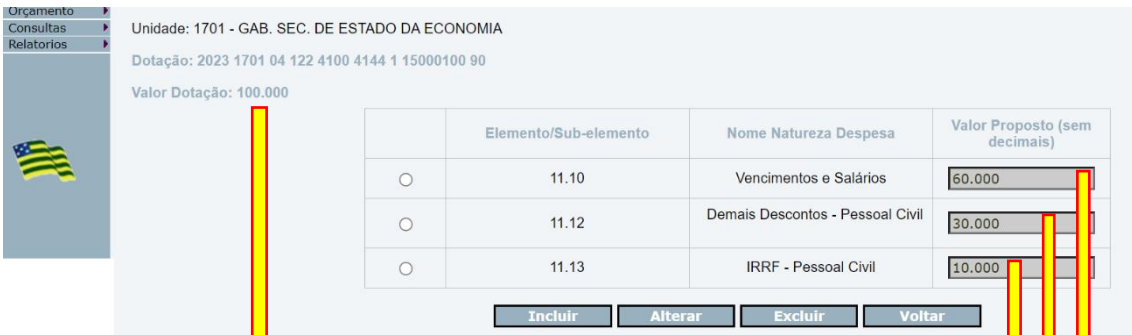 Orçamento
Consultas
Relatorios
Unidade: 1701 - GAB. SEC. DE ESTADO DA ECONOMIA
Dotação: 2023 1701 04 122 4100 4144 1 15000100 90
Valor Dotação: 100.000
Elemento/Sub-elemento Nome Natureza Despesa Valor Proposto (sem
decimais)
11.10 Vencimentos e Salários 60.000
11.12 Demais Descontos - Pessoal Civil 30.000
11.13 IRRF - Pessoal Civil 10.000
Incluir Alterar Excluir Voltar